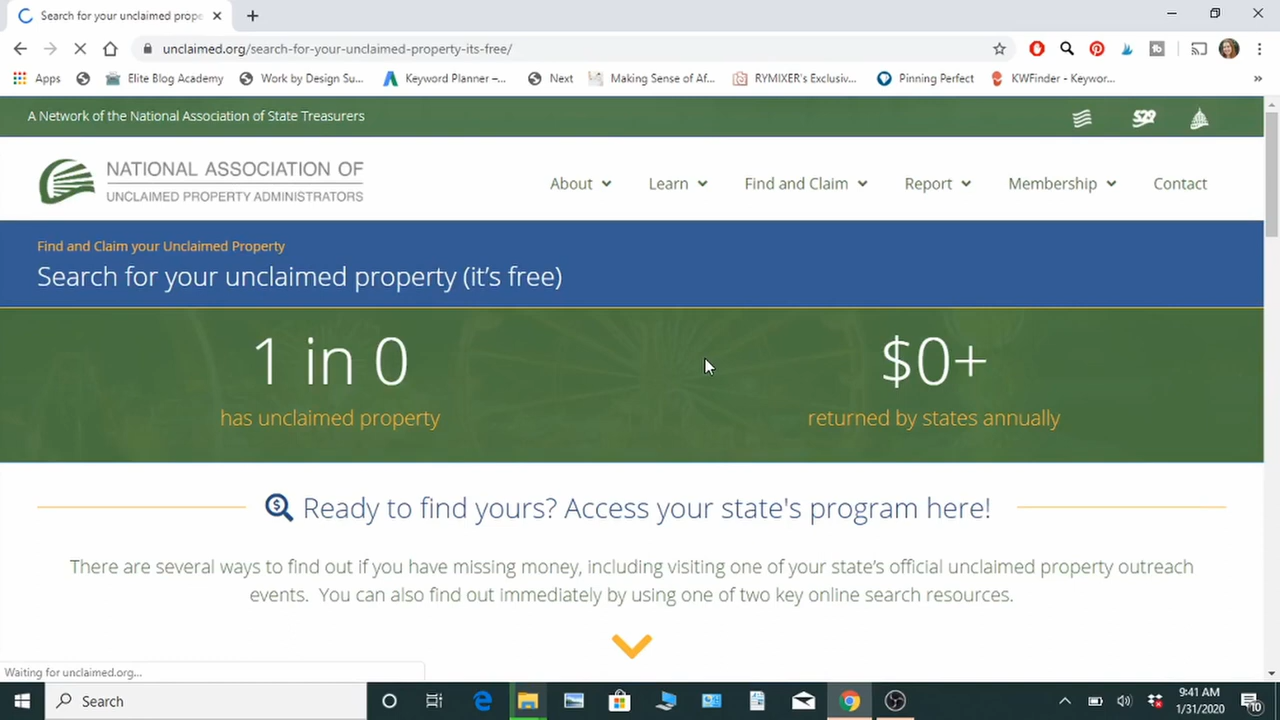 Search for your unclaimed prope
unclaimed.org/search-for-your-unclaimed-property-its-free/
Apps
Elite Blog Academy
Work by Design Su...
Keyword Planner –...
Next
Making Sense of Af...
RYMIXER's Exclusiv...
Pinning Perfect
KWFinder - Keywor...
»
A Network of the National Association of State Treasurers
529
NATIONAL ASSOCIATION OF
UNCLAIMED PROPERTY ADMINISTRATORS
About
Learn
Find and Claim
Report
Membership
Contact
Find and Claim your Unclaimed Property
Search for your unclaimed property (it's free)
1 in 0
has unclaimed property
$0+
returned by states annually
Ready to find yours? Access your state's program here!
There are several ways to find out if you have missing money, including visiting one of your state's official unclaimed property outreach
events. You can also find out immediately by using one of two key online search resources.
Waiting for unclaimed.org...
Search
9:41 AM
1/31/2020
10